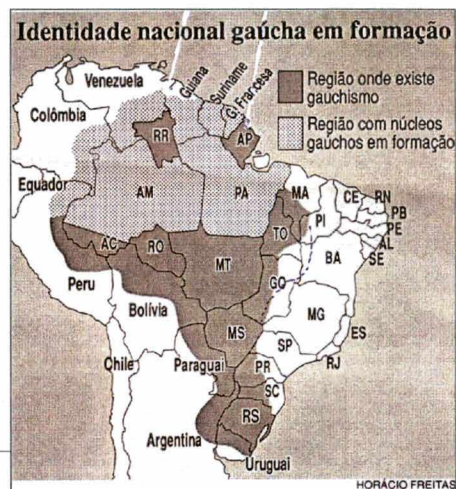 Identidade nacional gaúcha em formação
Venezuela
Guiana
Suriname
G. Francesa
Região onde existe
gauchismo
Região com núcleos
gaúchos em formação
Colômbia
RR
AP
Equador
AM
PA
MA
CE
RN
PB
PE
AL
SE
PI
TO
AC
RO
MT
BA
Peru
GO
Bolívia
MG
MS
ES
SP
RJ
Chile
Paraguai
PR
SC
RS
Argentina
Uruguai
HORÁCIO FREITAS